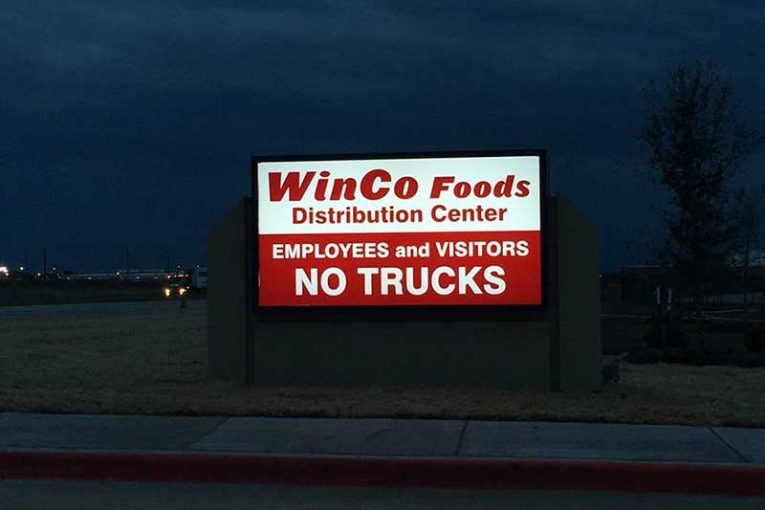 WinCo Foods
Distribution Center
EMPLOYEES and VISITORS
NO TRUCKS